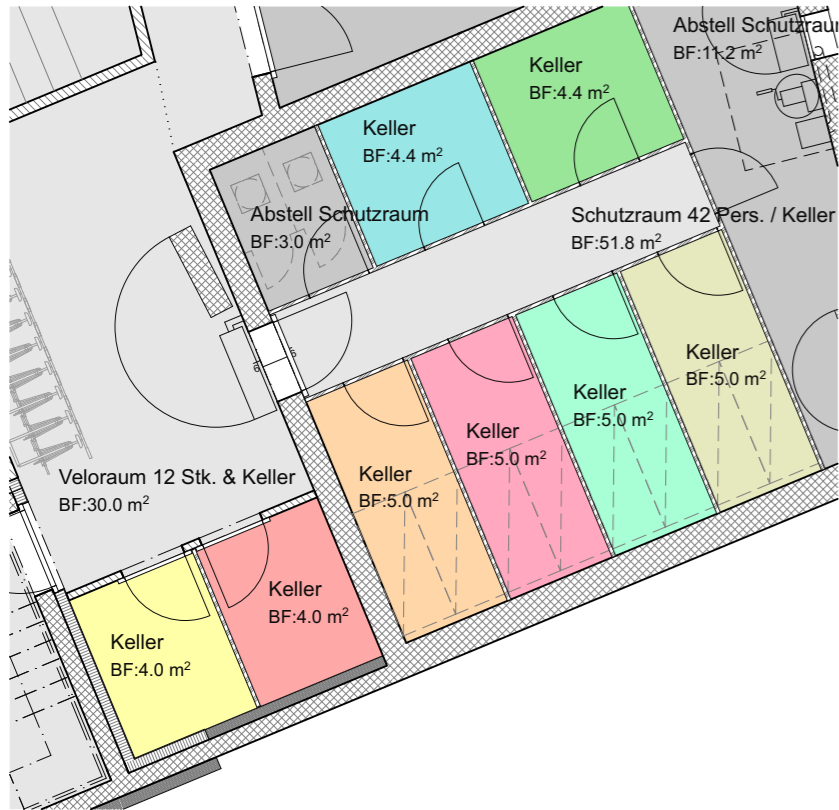 Abstell Schutzraum
BF:11.2 m²
Keller
BF:4.4 m²
Keller
BF:4.4 m²
Abstell Schutzraum
BF:3.0 m²
Schutzraum 42 Pers. / Keller
BF:51.8 m²
Keller
BF:5.0 m²
Keller
BF:5.0 m²
Keller
BF:5.0 m²
Keller
BF:5.0 m²
Veloraum 12 Stk. & Keller
BF:30.0 m²
Keller
BF:4.0 m²
Keller
BF:4.0 m²